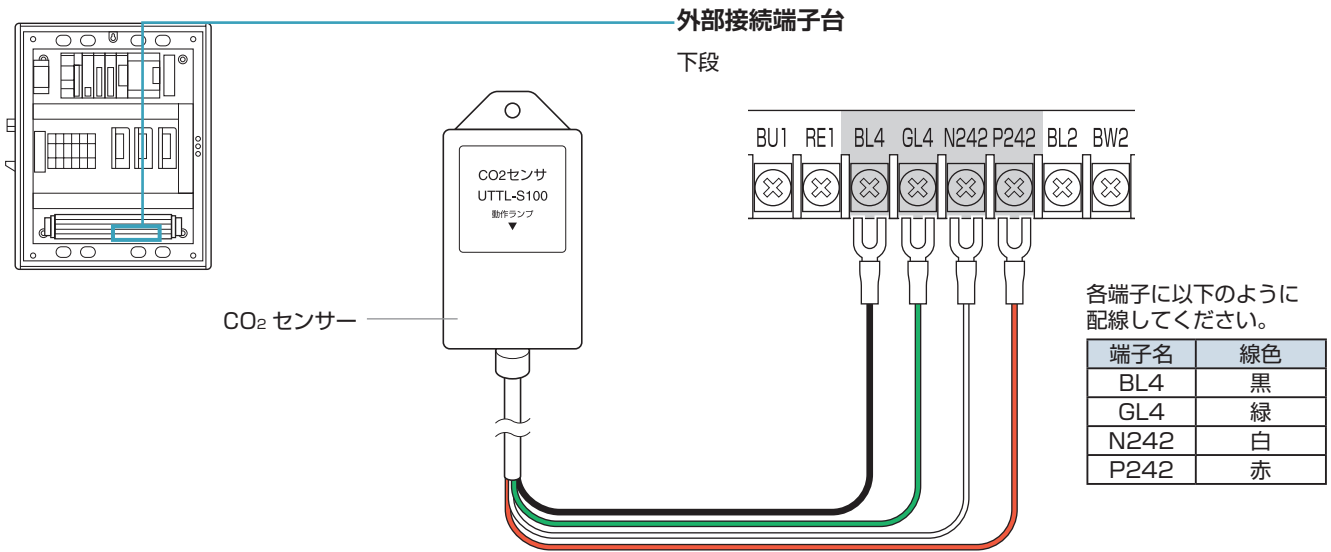 外部接続端子台
下段
BU1 RE1 BL4 GL4 N242 P242 BL2 BW2
CO2センサ
UTTL-S100
動作ランプ
▼
CO₂ センサー
各端子に以下のように
配線してください。
端子名 線色
BL4 黒
GL4 緑
N242 白
P242 赤